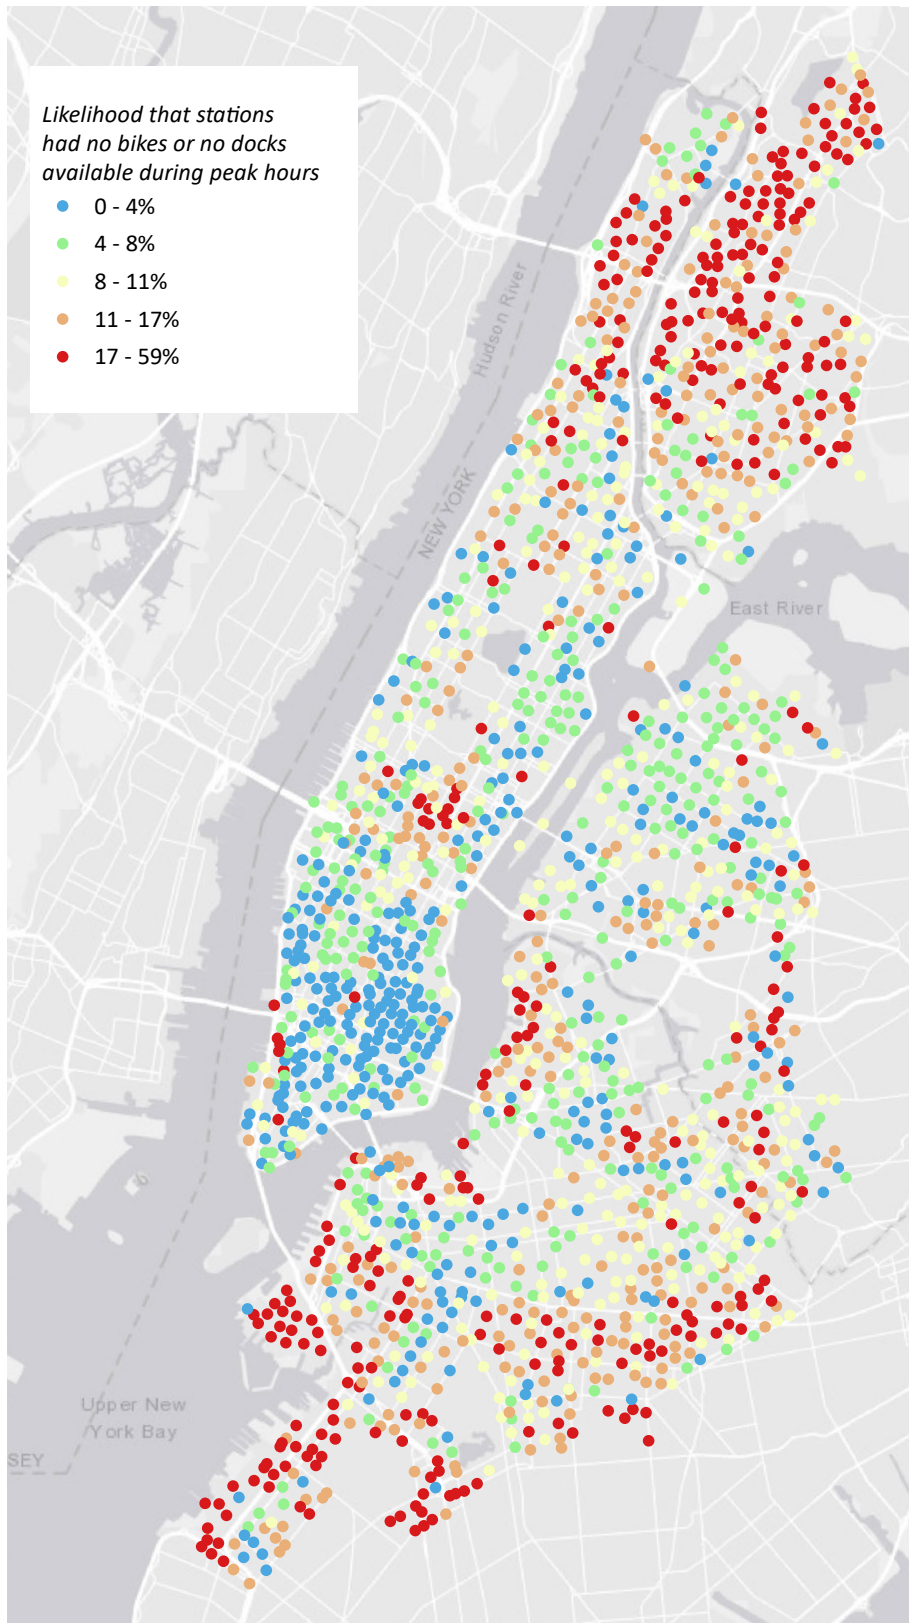 Likelihood that stations
had no bikes or no docks
available during peak hours
0 - 4%
4 - 8%
8 - 11%
11 - 17%
17 - 59%
Hudson River
NEW YORK
East River
Upper New
York Bay
SEY